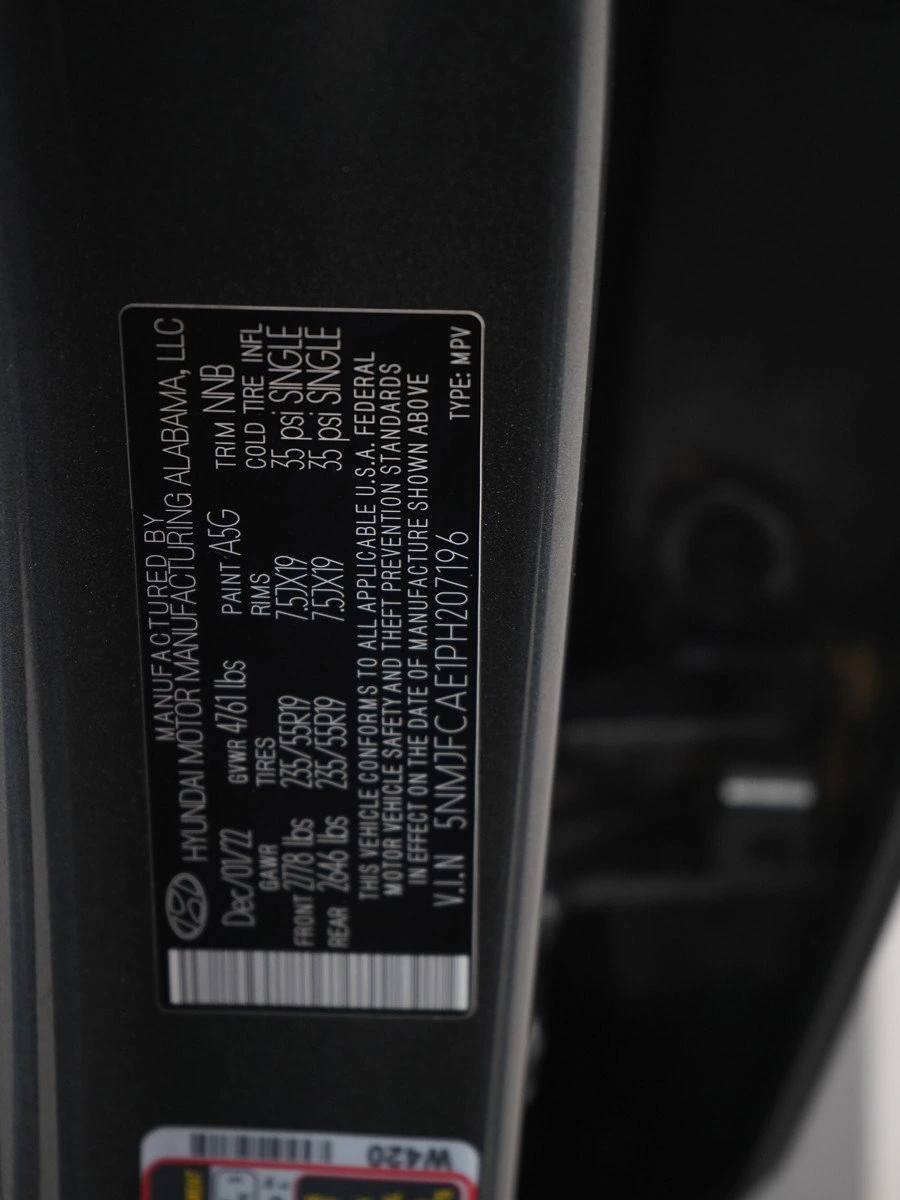 MANUFACTURED BY
HYUNDAI MOTOR MANUFACTURING ALABAMA, LLC
Dec/01/22 GVWR 4761 lbs PAINT A5G TRIM NNB
GAWR TIRES RIMS COLD TIRE INFL
FRONT 2778 lbs 235/55R19 7.5JX19 35 psi SINGLE
REAR 2646 lbs 235/55R19 7.5JX19 35 psi SINGLE
THIS VEHICLE CONFORMS TO ALL APPLICABLE U.S.A. FEDERAL
MOTOR VEHICLE SAFETY AND THEFT PREVENTION STANDARDS
IN EFFECT ON THE DATE OF MANUFACTURE SHOWN ABOVE
V.I.N 5NMJFCAE1PH207196 TYPE: MPV
W420